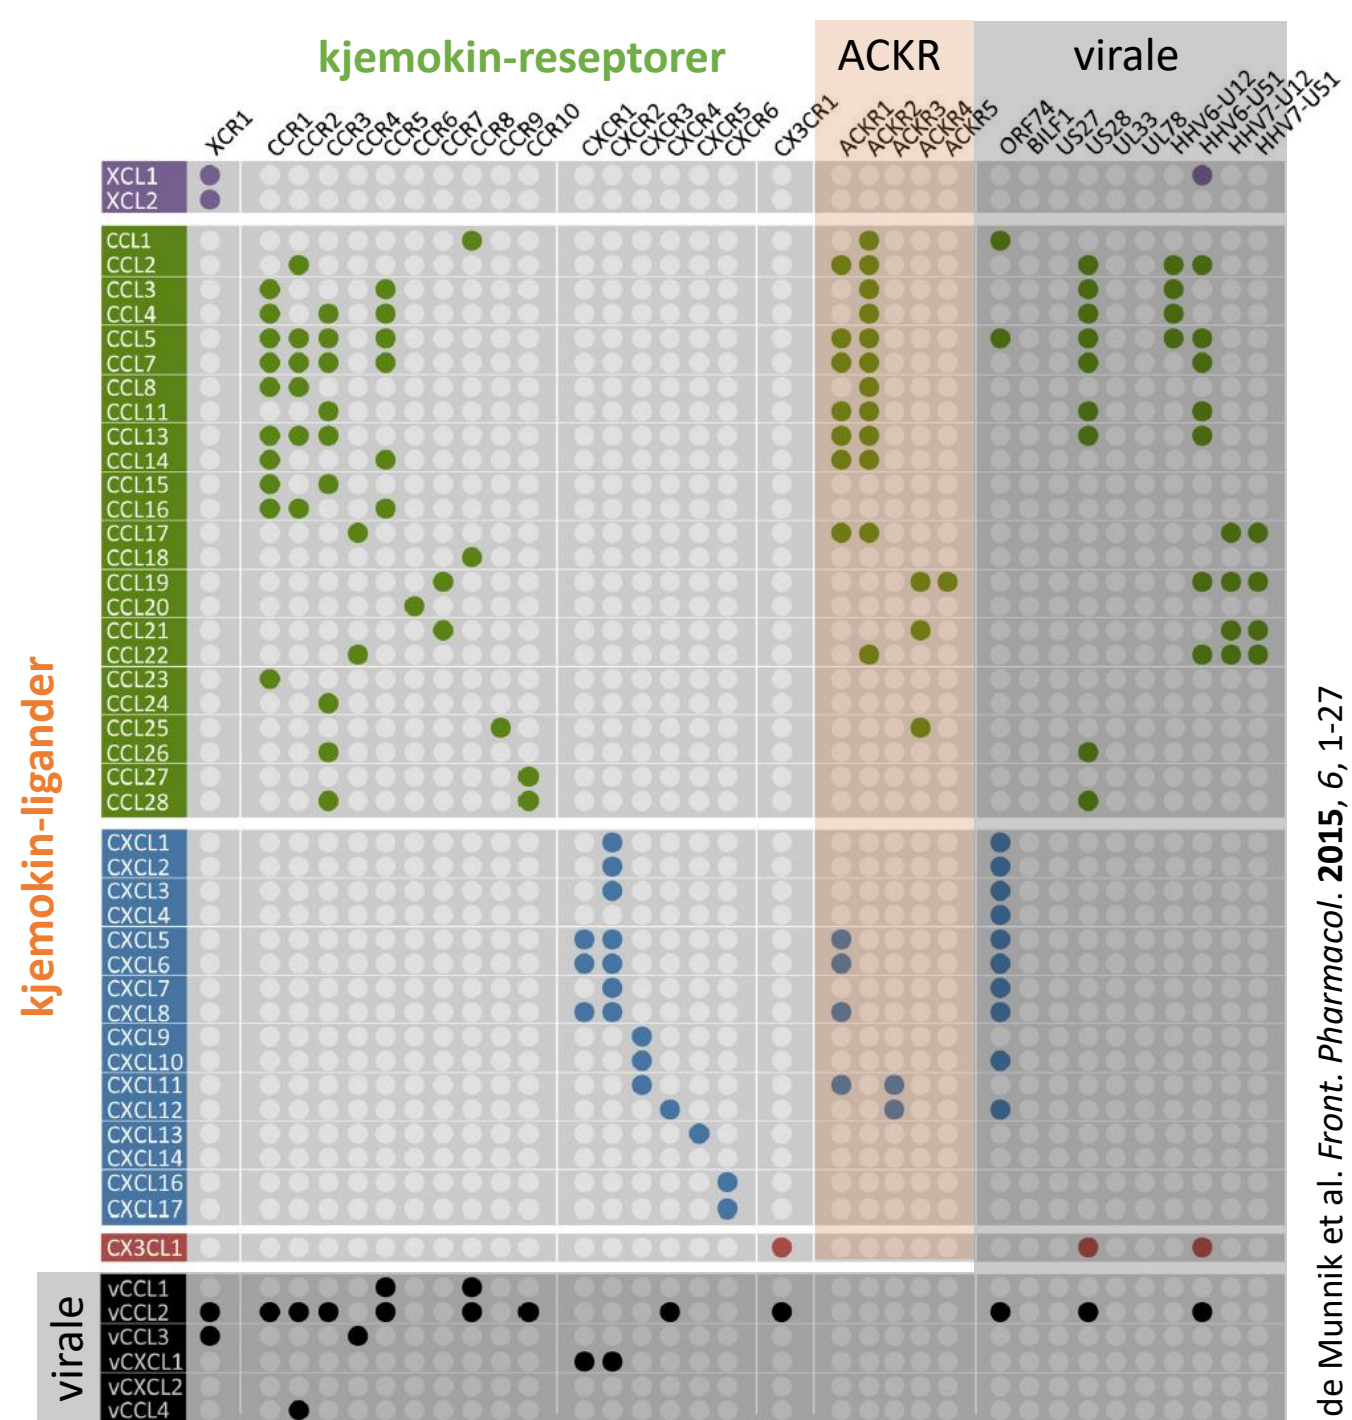 kjemokin-reseptorer
ACKR
virale
XCR1
CCR1
CCR2
CCR3
CCR4
CCR5
CCR6
CCR7
CCR8
CCR9
CCR10
CXCR1
CXCR2
CXCR3
CXCR4
CXCR5
CXCR6
CX3CR1
ACKR1
ACKR2
ACKR3
ACKR4
ACKR5
ORF74
BILF1
US27
US28
UL33
UL78
HHV6-U12
HHV6-U51
HHV7-U12
HHV7-U51
kjemokin-ligander
XCL1
XCL2
CCL1
CCL2
CCL3
CCL4
CCL5
CCL7
CCL8
CCL11
CCL13
CCL14
CCL15
CCL16
CCL17
CCL18
CCL19
CCL20
CCL21
CCL22
CCL23
CCL24
CCL25
CCL26
CCL27
CCL28
CXCL1
CXCL2
CXCL3
CXCL4
CXCL5
CXCL6
CXCL7
CXCL8
CXCL9
CXCL10
CXCL11
CXCL12
CXCL13
CXCL14
CXCL16
CXCL17
CX3CL1
virale
vCCL1
vCCL2
vCCL3
vCXCL1
vCXCL2
vCCL4
de Munnik et al. Front. Pharmacol. 2015, 6, 1-27